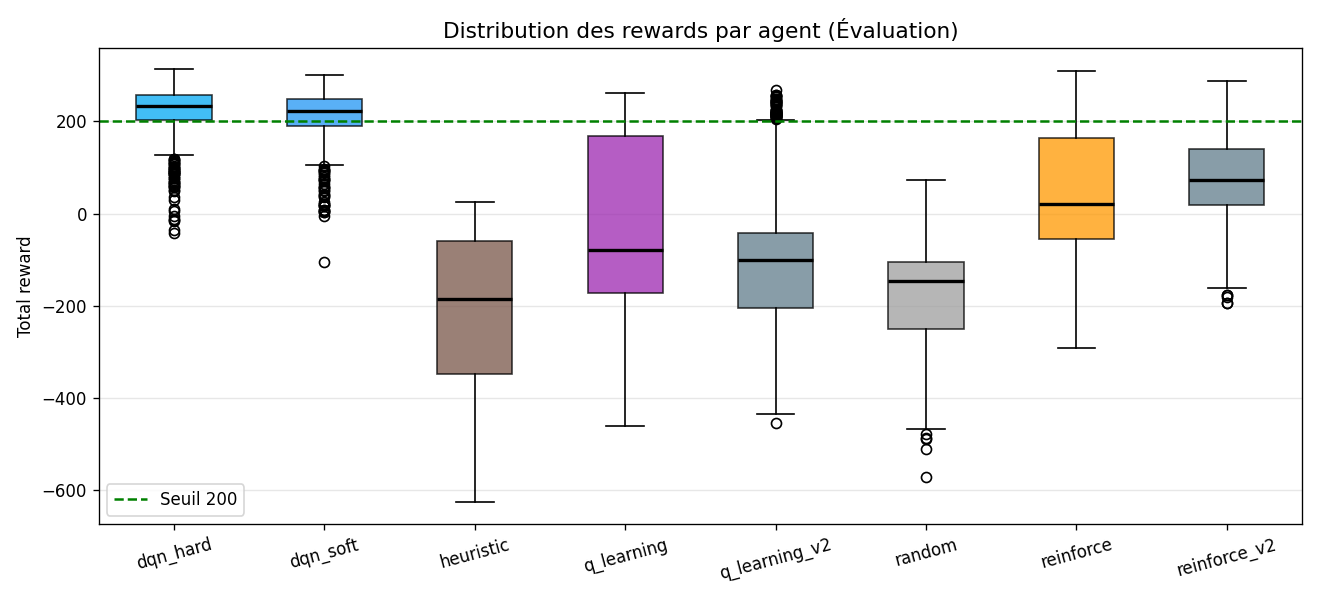 Distribution des rewards par agent (Évaluation)
Total reward
200
0
−200
−400
−600
Seuil 200
dqn_hard
dqn_soft
heuristic
q_learning
q_learning_v2
random
reinforce
reinforce_v2